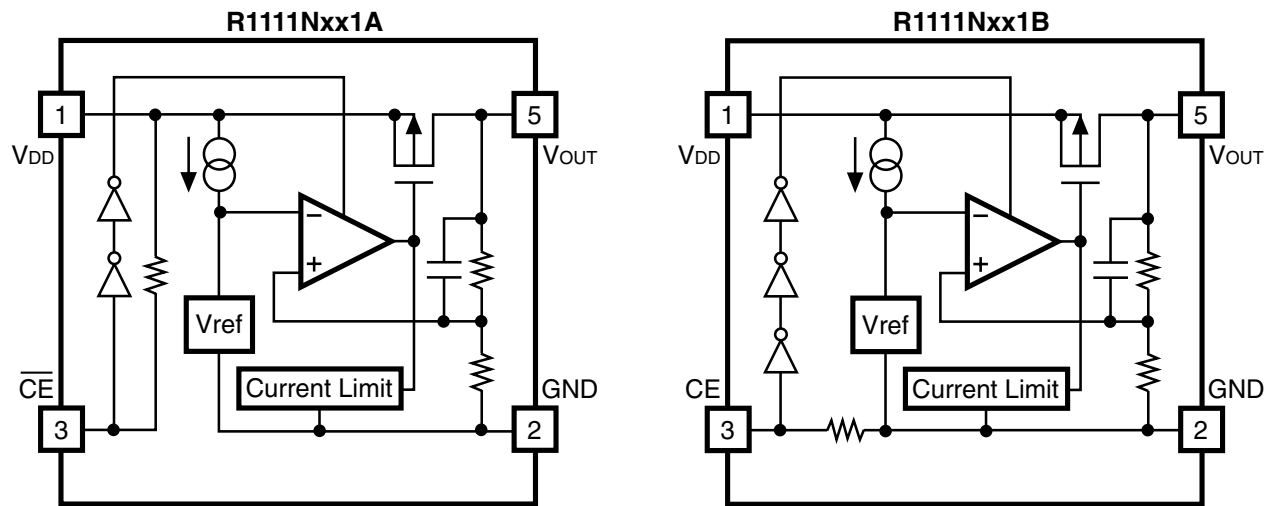 R1111Nxx1A
1
VDD
5
VOUT
−
+
Vref
Current Limit
C̅E̅
3
GND
2
R1111Nxx1B
1
VDD
5
VOUT
−
+
Vref
Current Limit
CE
3
GND
2